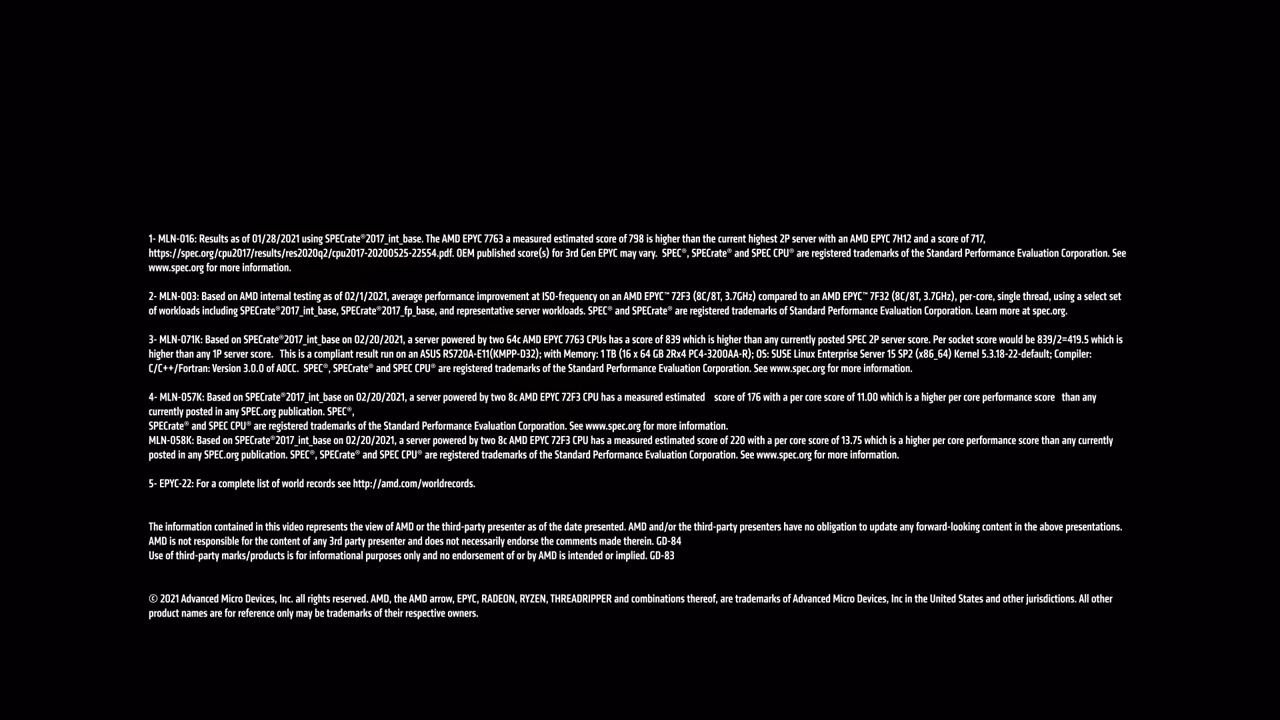 1- MLN-016: Results as of 01/28/2021 using SPECrate®2017_int_base. The AMD EPYC 7763 a measured estimated score of 798 is higher than the current highest 2P server with an AMD EPYC 7H12 and a score of 717,
https://spec.org/cpu2017/results/res2020q2/cpu2017-20200525-22554.pdf. OEM published score(s) for 3rd Gen EPYC may vary. SPEC®, SPECrate® and SPEC CPU® are registered trademarks of the Standard Performance Evaluation Corporation. See
www.spec.org for more information.
2- MLN-003: Based on AMD internal testing as of 02/1/2021, average performance improvement at ISO-frequency on an AMD EPYC™ 72F3 (8C/8T, 3.7GHz) compared to an AMD EPYC™ 7F32 (8C/8T, 3.7GHz), per-core, single thread, using a select set
of workloads including SPECrate®2017_int_base, SPECrate®2017_fp_base, and representative server workloads. SPEC® and SPECrate® are registered trademarks of Standard Performance Evaluation Corporation. Learn more at spec.org.
3- MLN-071K: Based on SPECrate®2017_int_base on 02/20/2021, a server powered by two 64c AMD EPYC 7763 CPUs has a score of 839 which is higher than any currently posted SPEC 2P server score. Per socket score would be 839/2=419.5 which is
higher than any 1P server score. This is a compliant result run on an ASUS RS720A-E11(KMPP-D32); with Memory: 1 TB (16 x 64 GB 2Rx4 PC4-3200AA-R); OS: SUSE Linux Enterprise Server 15 SP2 (x86_64) Kernel 5.3.18-22-default; Compiler:
C/C++/Fortran: Version 3.0.0 of AOCC. SPEC®, SPECrate® and SPEC CPU® are registered trademarks of the Standard Performance Evaluation Corporation. See www.spec.org for more information.
4- MLN-057K: Based on SPECrate®2017_int_base on 02/20/2021, a server powered by two 8c AMD EPYC 72F3 CPU has a measured estimated score of 176 with a per core score of 11.00 which is a higher per core performance score than any
currently posted in any SPEC.org publication. SPEC®,
SPECrate® and SPEC CPU® are registered trademarks of the Standard Performance Evaluation Corporation. See www.spec.org for more information.
MLN-058K: Based on SPECrate®2017_int_base on 02/20/2021, a server powered by two 8c AMD EPYC 72F3 CPU has a measured estimated score of 220 with a per core score of 13.75 which is a higher per core performance score than any currently
posted in any SPEC.org publication. SPEC®, SPECrate® and SPEC CPU® are registered trademarks of the Standard Performance Evaluation Corporation. See www.spec.org for more information.
5- EPYC-22: For a complete list of world records see http://amd.com/worldrecords.
The information contained in this video represents the view of AMD or the third-party presenter as of the date presented. AMD and/or the third-party presenters have no obligation to update any forward-looking content in the above presentations.
AMD is not responsible for the content of any 3rd party presenter and does not necessarily endorse the comments made therein. GD-84
Use of third-party marks/products is for informational purposes only and no endorsement of or by AMD is intended or implied. GD-83
© 2021 Advanced Micro Devices, Inc. all rights reserved. AMD, the AMD arrow, EPYC, RADEON, RYZEN, THREADRIPPER and combinations thereof, are trademarks of Advanced Micro Devices, Inc in the United States and other jurisdictions. All other
product names are for reference only may be trademarks of their respective owners.